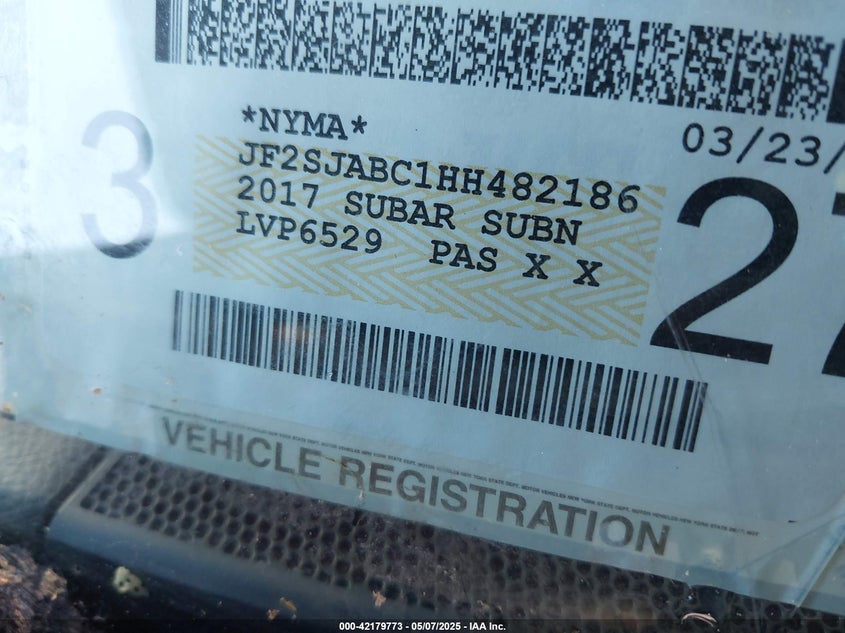 3
*NYMA*
03/23/
JF2SJABC1HH482186
2017 SUBAR SUBN
LVP6529 PAS X X
27
VEHICLE REGISTRATION
000-42179773 - 05/07/2025 - IAA Inc.